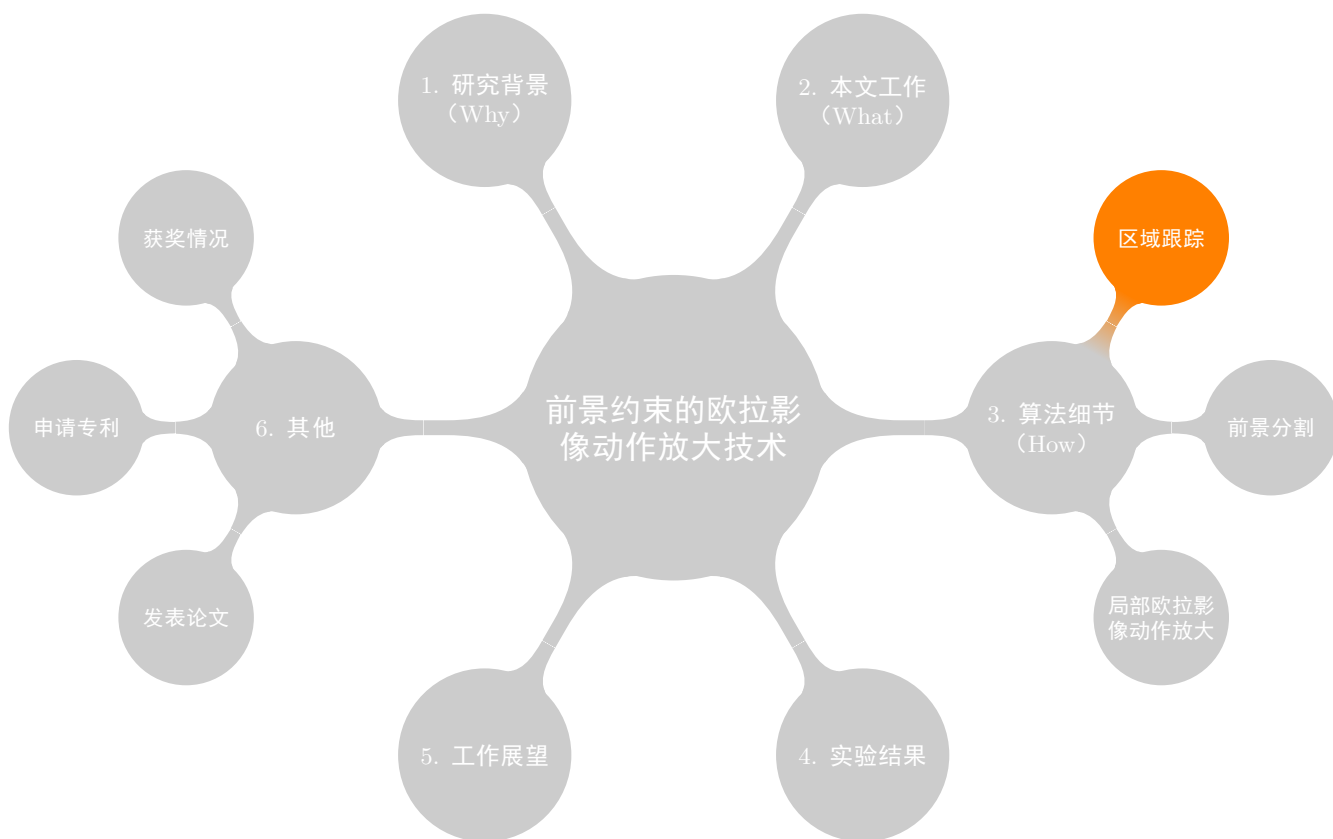 1. 研究背景
（Why）
2. 本文工作
（What）
获奖情况
区域跟踪
前景约束的欧拉影
像动作放大技术
申请专利
6. 其他
3. 算法细节
（How）
前景分割
发表论文
局部欧拉影
像动作放大
5. 工作展望
4. 实验结果